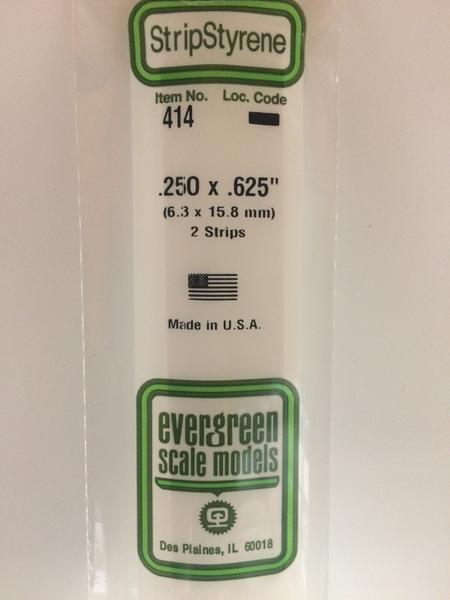 StripStyrene
Item No. Loc. Code
414
.250 x .625"
(6.3 x 15.8 mm)
2 Strips
Made in U.S.A.
evergreen
scale models
Des Plaines, IL 60018